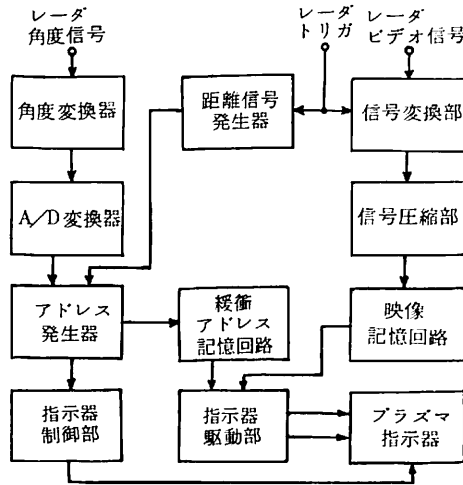 レーダ
角度信号
レーダ
トリガ
レーダ
ビデオ信号
角度変換器
距離信号
発生器
信号変換部
A/D変換器
信号圧縮部
アドレス
発生器
緩衝
アドレス
記憶回路
映像
記憶回路
指示器
制御部
指示器
駆動部
プラズマ
指示器